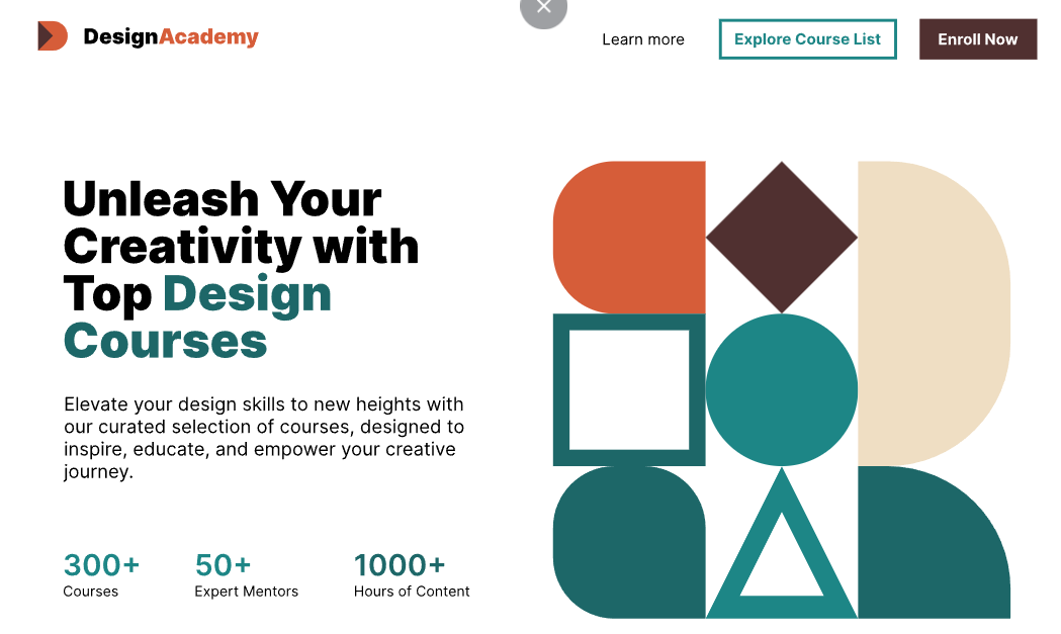 DesignAcademy
Learn more
Explore Course List
Enroll Now
Unleash Your
Creativity with
Top Design
Courses
Elevate your design skills to new heights with
our curated selection of courses, designed to
inspire, educate, and empower your creative
journey.
300+
Courses
50+
Expert Mentors
1000+
Hours of Content